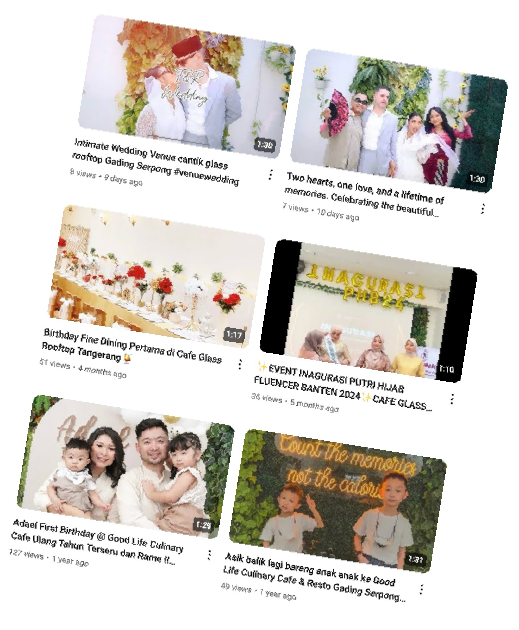 Wedding
1:30
Intimate Wedding Venue cantik glass
rooftop Gading Serpong #venuewedding
8 views • 9 days ago
1:30
Two hearts, one love, and a lifetime of
memories. Celebrating the beautiful...
7 views • 10 days ago
1:17
Birthday Fine Dining Pertama di Cafe Glass
Rooftop Tangerang
51 views • 4 months ago
INAGURASI
1:10
✨EVENT INAGURASI PUTRI HIJAB
FLUENCER BANTEN 2024✨CAFE GLASS...
36 views • 5 months ago
1:29
Adael First Birthday @ Good Life Culinary
Cafe Ulang Tahun Terseru dan Rame !!...
127 views • 1 year ago
Count the memories
not the calories
1:31
Asik balik lagi bareng anak anak ke Good
Life Culinary Cafe & Resto Gading Serpong...
49 views • 1 year ago